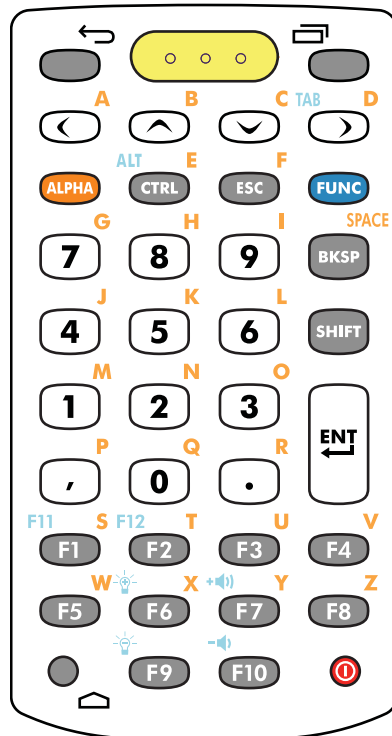 A B C TAB D
ALT E F
ALPHA CTRL ESC FUNC
G H I SPACE
7 8 9 BKSP
J K L
4 5 6 SHIFT
M N O
1 2 3 ENT
P Q R
, 0 .
F11 S F12 T U V
F1 F2 F3 F4
W X + Y Z
F5 F6 F7 F8
-
F9 F10